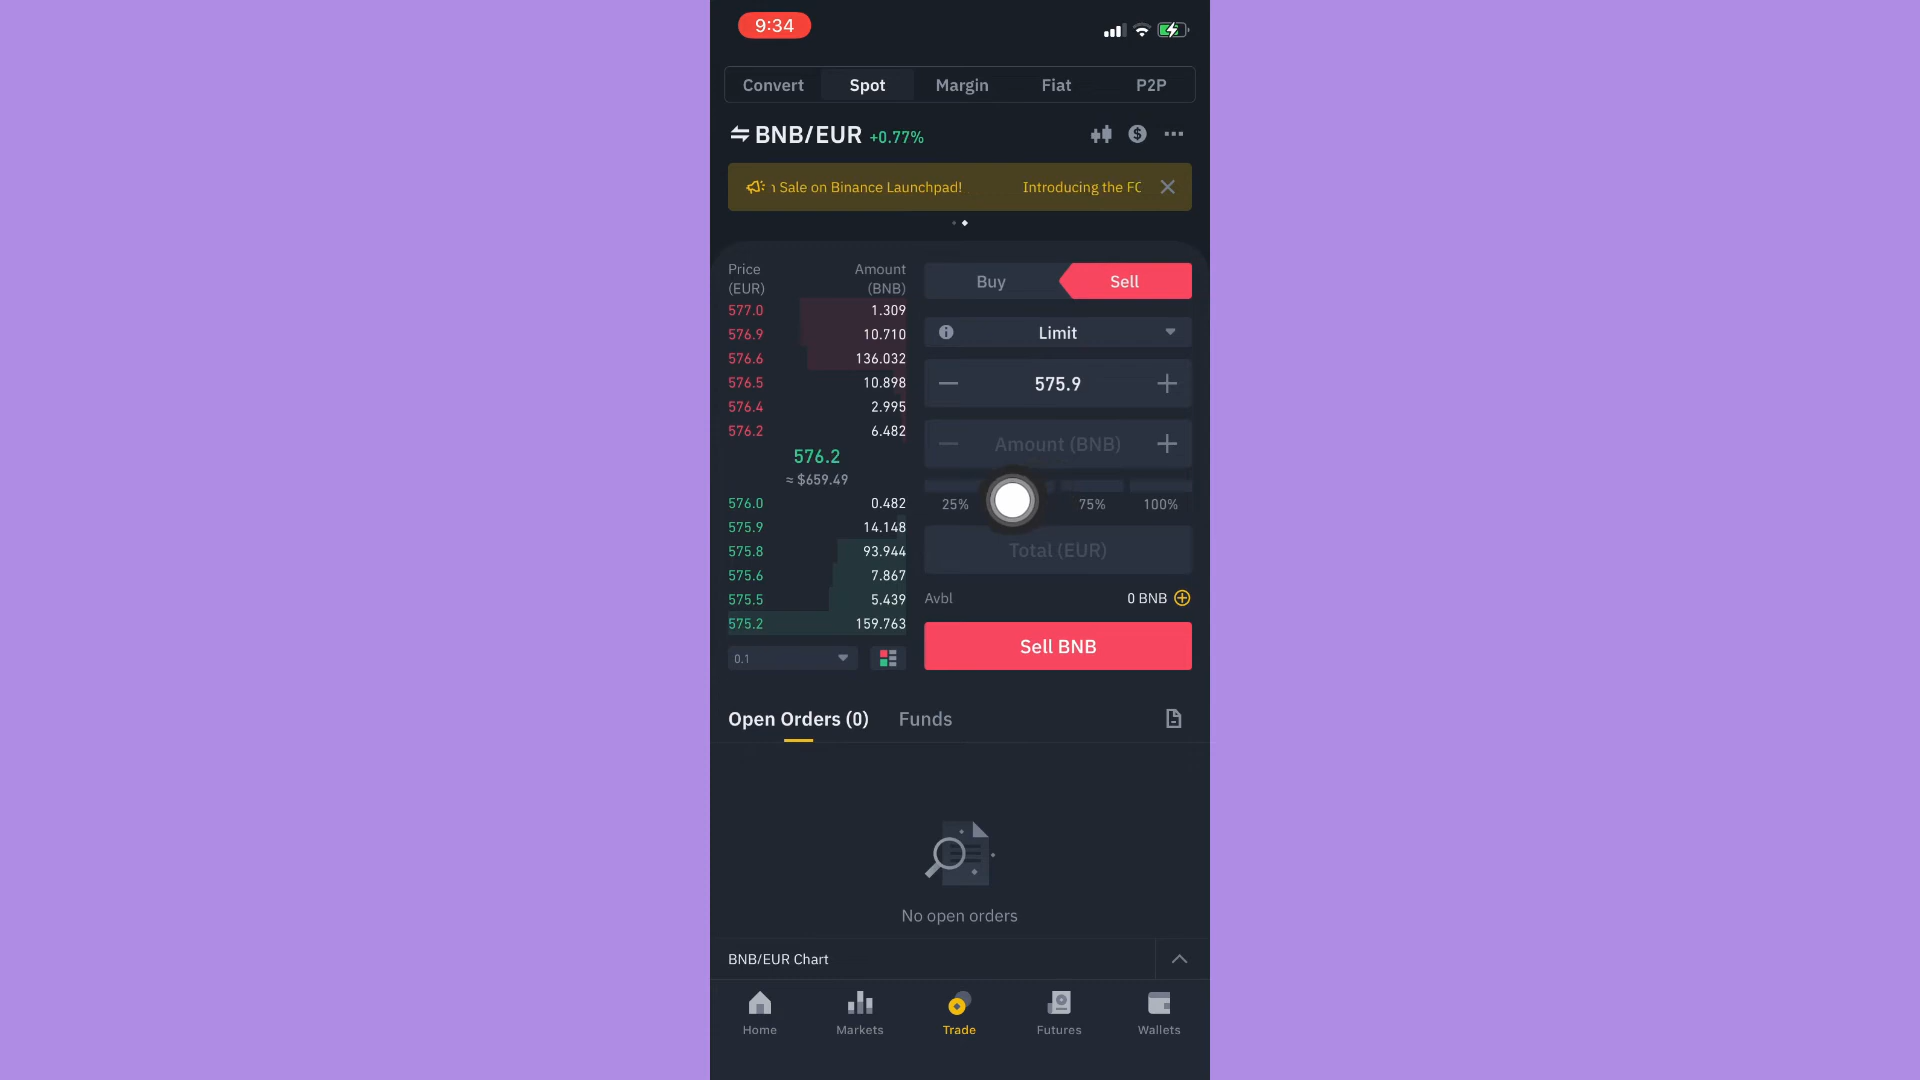 9:34
Convert Spot Margin Fiat P2P
BNB/EUR +0.77%
Sale on Binance Launchpad! Introducing the
Price Amount
(EUR) (BNB)
577.0 1.309
576.9 10.710
576.6 136.032
576.5 10.898
576.4 2.995
576.2 6.482
576.2
≈ $659.49
576.0 0.482
575.9 14.148
575.8 93.944
575.6 7.867
575.5 5.439
575.2 159.763
0.1
Buy Sell
Limit
575.9
Amount (BNB)
25% 75% 100%
Total (EUR)
Avbl 0 BNB
Sell BNB
Open Orders (0) Funds
No open orders
BNB/EUR Chart
Home Markets Trade Futures Wallets